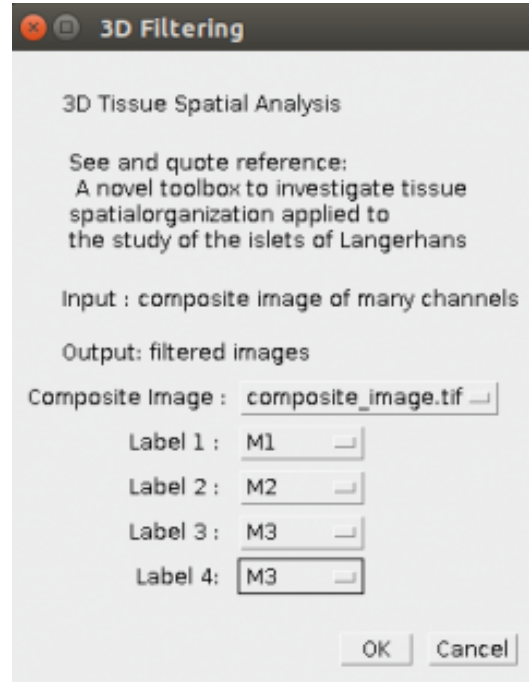 3D Filtering
3D Tissue Spatial Analysis
See and quote reference:
A novel toolbox to investigate tissue
spatialorganization applied to
the study of the islets of Langerhans
Input : composite image of many channels
Output: filtered images
Composite Image : composite_image.tif
Label 1 : M1
Label 2 : M2
Label 3 : M3
Label 4: M3
OK Cancel